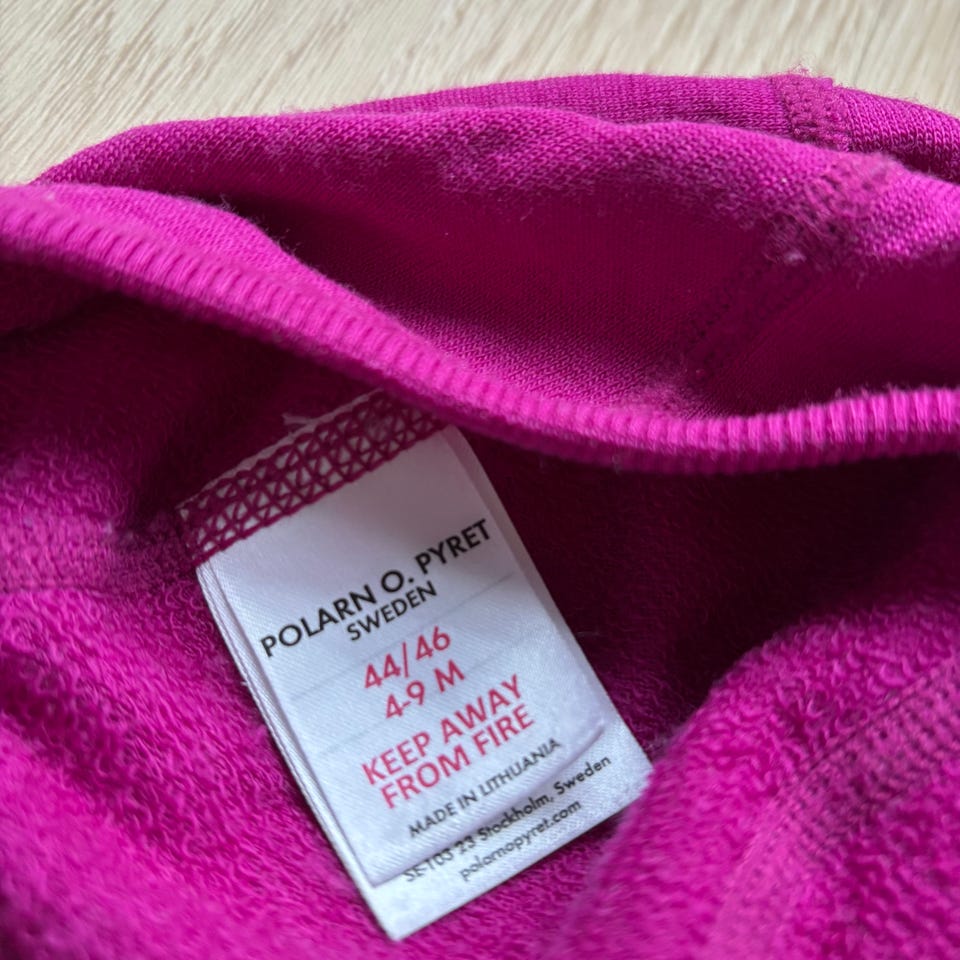 POLARN O. PYRET
SWEDEN
44/46
4-9 M
KEEP AWAY
FROM FIRE
MADE IN LITHUANIA
SE-103 23 Stockholm, Sweden
polarnopyret.com